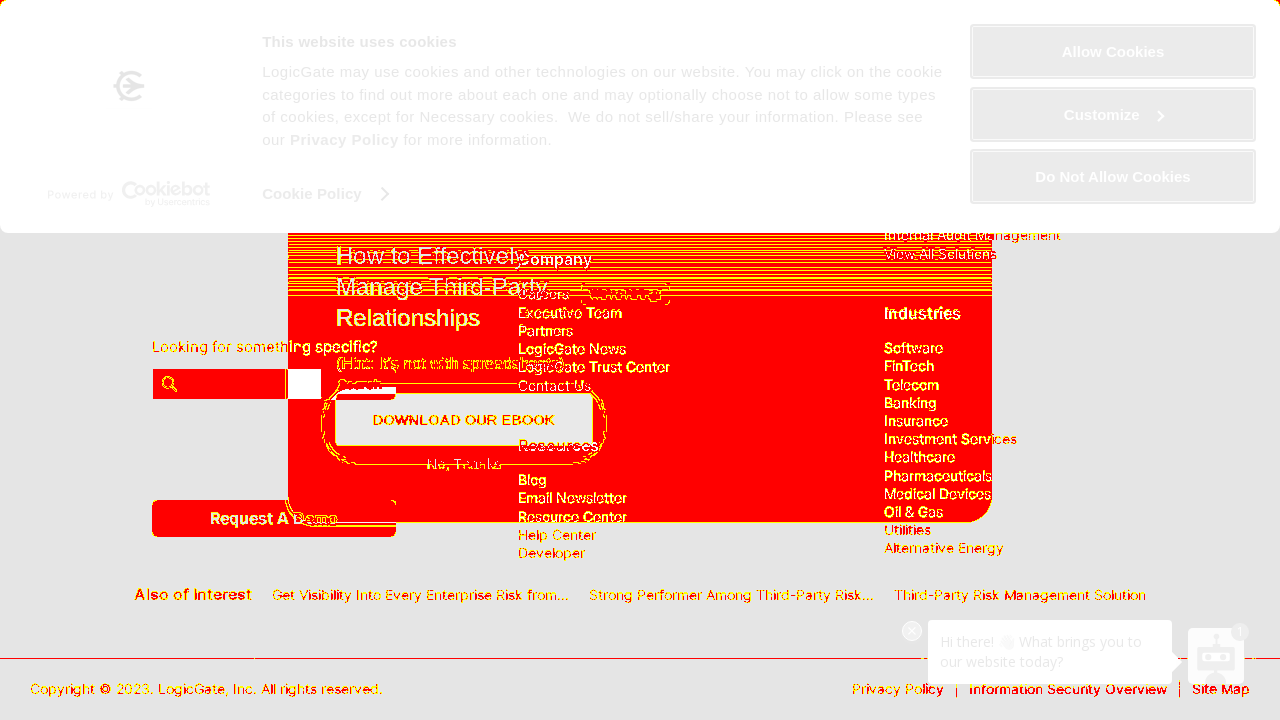 This website uses cookies
LogicGate may use cookies and other technologies on our website. You may click on the cookie
categories to find out more about each one and may optionally choose not to allow some types
of cookies, except for Necessary cookies.  We do not sell/share your information. Please see
our Privacy Policy for more information.
Cookie Policy
Powered by Cookiebot
by Usercentrics
Allow Cookies
Customize
Do Not Allow Cookies
How to Effectively
Manage Third-Party
Relationships
(Hint: It's not with spreadsheets)
DOWNLOAD OUR EBOOK
No, Thanks
Looking for something specific?
Search
Request A Demo
Company
Careers
Executive Team
Partners
LogicGate News
LogicGate Trust Center
Contact Us
Resources
Blog
Email Newsletter
Resource Center
Help Center
Developer
Internal Audit Management
View All Solutions
Industries
Software
FinTech
Telecom
Banking
Insurance
Investment Services
Healthcare
Pharmaceuticals
Medical Devices
Oil & Gas
Utilities
Alternative Energy
Also of Interest
Get Visibility Into Every Enterprise Risk from...
Strong Performer Among Third-Party Risk...
Third-Party Risk Management Solution
Hi there! What brings you to
our website today?
1
Copyright © 2023. LogicGate, Inc. All rights reserved.
Privacy Policy | Information Security Overview | Site Map